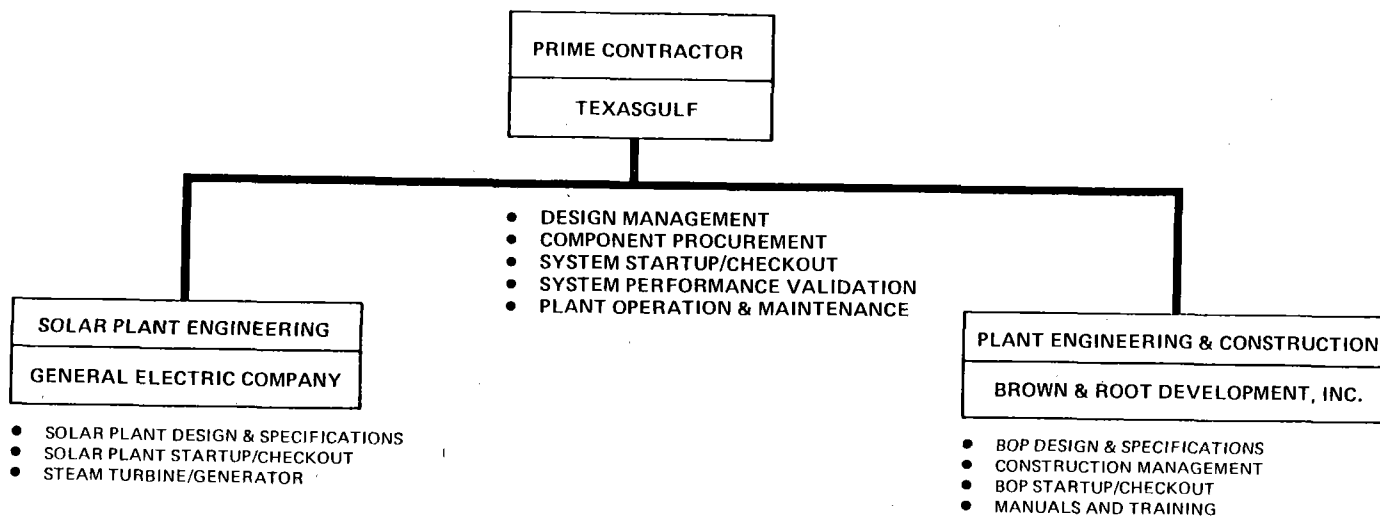 PRIME CONTRACTOR
TEXASGULF
● DESIGN MANAGEMENT
● COMPONENT PROCUREMENT
● SYSTEM STARTUP/CHECKOUT
● SYSTEM PERFORMANCE VALIDATION
● PLANT OPERATION & MAINTENANCE
SOLAR PLANT ENGINEERING
GENERAL ELECTRIC COMPANY
● SOLAR PLANT DESIGN & SPECIFICATIONS
● SOLAR PLANT STARTUP/CHECKOUT
● STEAM TURBINE/GENERATOR
PLANT ENGINEERING & CONSTRUCTION
BROWN & ROOT DEVELOPMENT, INC.
● BOP DESIGN & SPECIFICATIONS
● CONSTRUCTION MANAGEMENT
● BOP STARTUP/CHECKOUT
● MANUALS AND TRAINING